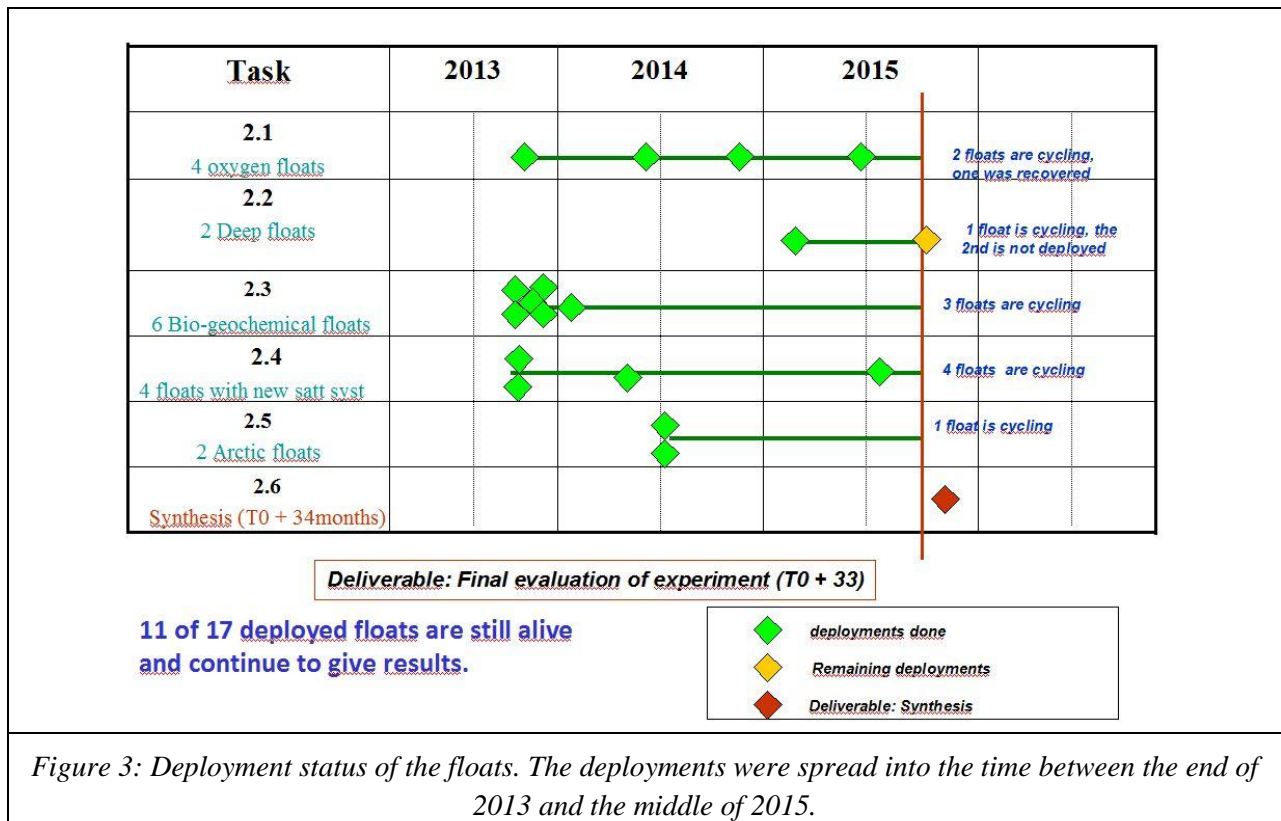 Task 2013 2014 2015
2.1
4 oxygen floats
2 floats are cycling,
one was recovered
2.2
2 Deep floats
1 float is cycling, the
2nd is not deployed
2.3
6 Bio-geochemical floats
3 floats are cycling
2.4
4 floats with new satt syst
4 floats are cycling
2.5
2 Arctic floats
1 float is cycling
2.6
Synthesis (T0 + 34months)
Deliverable: Final evaluation of experiment (T0 + 33)
11 of 17 deployed floats are still alive
and continue to give results.
deployments done
Remaining deployments
Deliverable: Synthesis
Figure 3: Deployment status of the floats. The deployments were spread into the time between the end of
2013 and the middle of 2015.